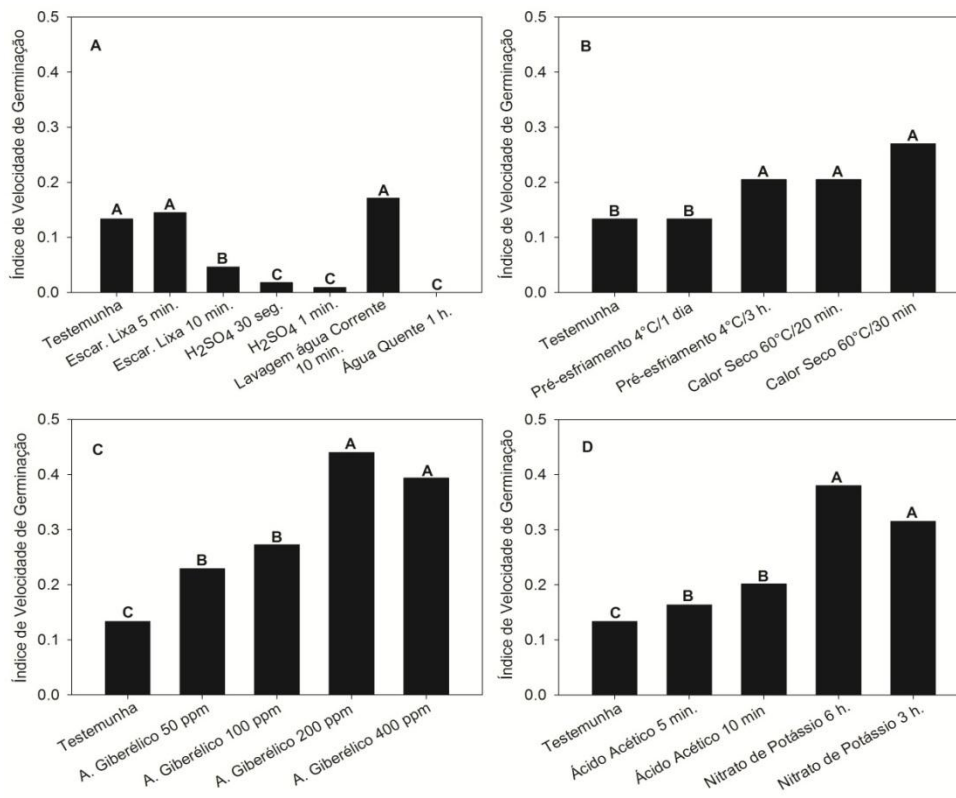 A
Índice de Velocidade de Germinação
0.5
0.4
0.3
0.2
0.1
0.0
A
A
B
C
C
A
C
Testemunha
Escar. Lixa 5 min.
Escar. Lixa 10 min.
H2SO4 30 seg.
H2SO4 1 min.
Lavagem água Corrente
10 min.
Água Quente 1 h.
B
Índice de Velocidade de Germinação
0.5
0.4
0.3
0.2
0.1
0.0
B
B
A
A
A
Testemunha
Pré-esfriamento 4°C/1 dia
Pré-esfriamento 4°C/3 h.
Calor Seco 60°C/20 min.
Calor Seco 60°C/30 min
C
Índice de Velocidade de Germinação
0.5
0.4
0.3
0.2
0.1
0.0
C
B
B
A
A
Testemunha
A. Giberélico 50 ppm
A. Giberélico 100 ppm
A. Giberélico 200 ppm
A. Giberélico 400 ppm
D
Índice de Velocidade de Germinação
0.5
0.4
0.3
0.2
0.1
0.0
C
B
B
A
A
Testemunha
Ácido Acético 5 min.
Ácido Acético 10 min
Nitrato de Potássio 6 h.
Nitrato de Potássio 3 h.